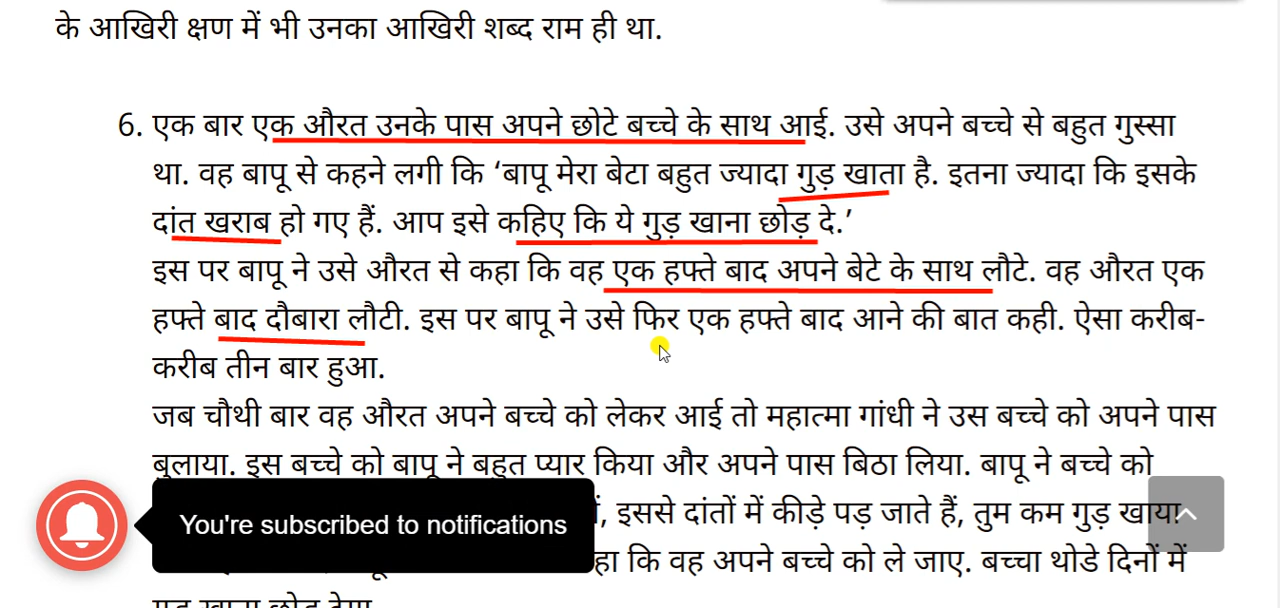 के आखिरी क्षण में भी उनका आखिरी शब्द राम ही था.
6. एक बार एक औरत उनके पास अपने छोटे बच्चे के साथ आई. उसे अपने बच्चे से बहुत गुस्सा
था. वह बापू से कहने लगी कि ‘बापू मेरा बेटा बहुत ज्यादा गुड़ खाता है. इतना ज्यादा कि इसके
दांत खराब हो गए हैं. आप इसे कहिए कि ये गुड़ खाना छोड़ दे.’
इस पर बापू ने उसे औरत से कहा कि वह एक हफ्ते बाद अपने बेटे के साथ लौटे. वह औरत एक
हफ्ते बाद दौबारा लौटी. इस पर बापू ने उसे फिर एक हफ्ते बाद आने की बात कही. ऐसा करीब-
करीब तीन बार हुआ.
जब चौथी बार वह औरत अपने बच्चे को लेकर आई तो महात्मा गांधी ने उस बच्चे को अपने पास
बुलाया. इस बच्चे को बापू ने बहुत प्यार किया और अपने पास बिठा लिया. बापू ने बच्चे को
इससे दांतों में कीड़े पड़ जाते हैं, तुम कम गुड़ खाया
You're subscribed to notifications
कि वह अपने बच्चे को ले जाए. बच्चा थोडे दिनों में